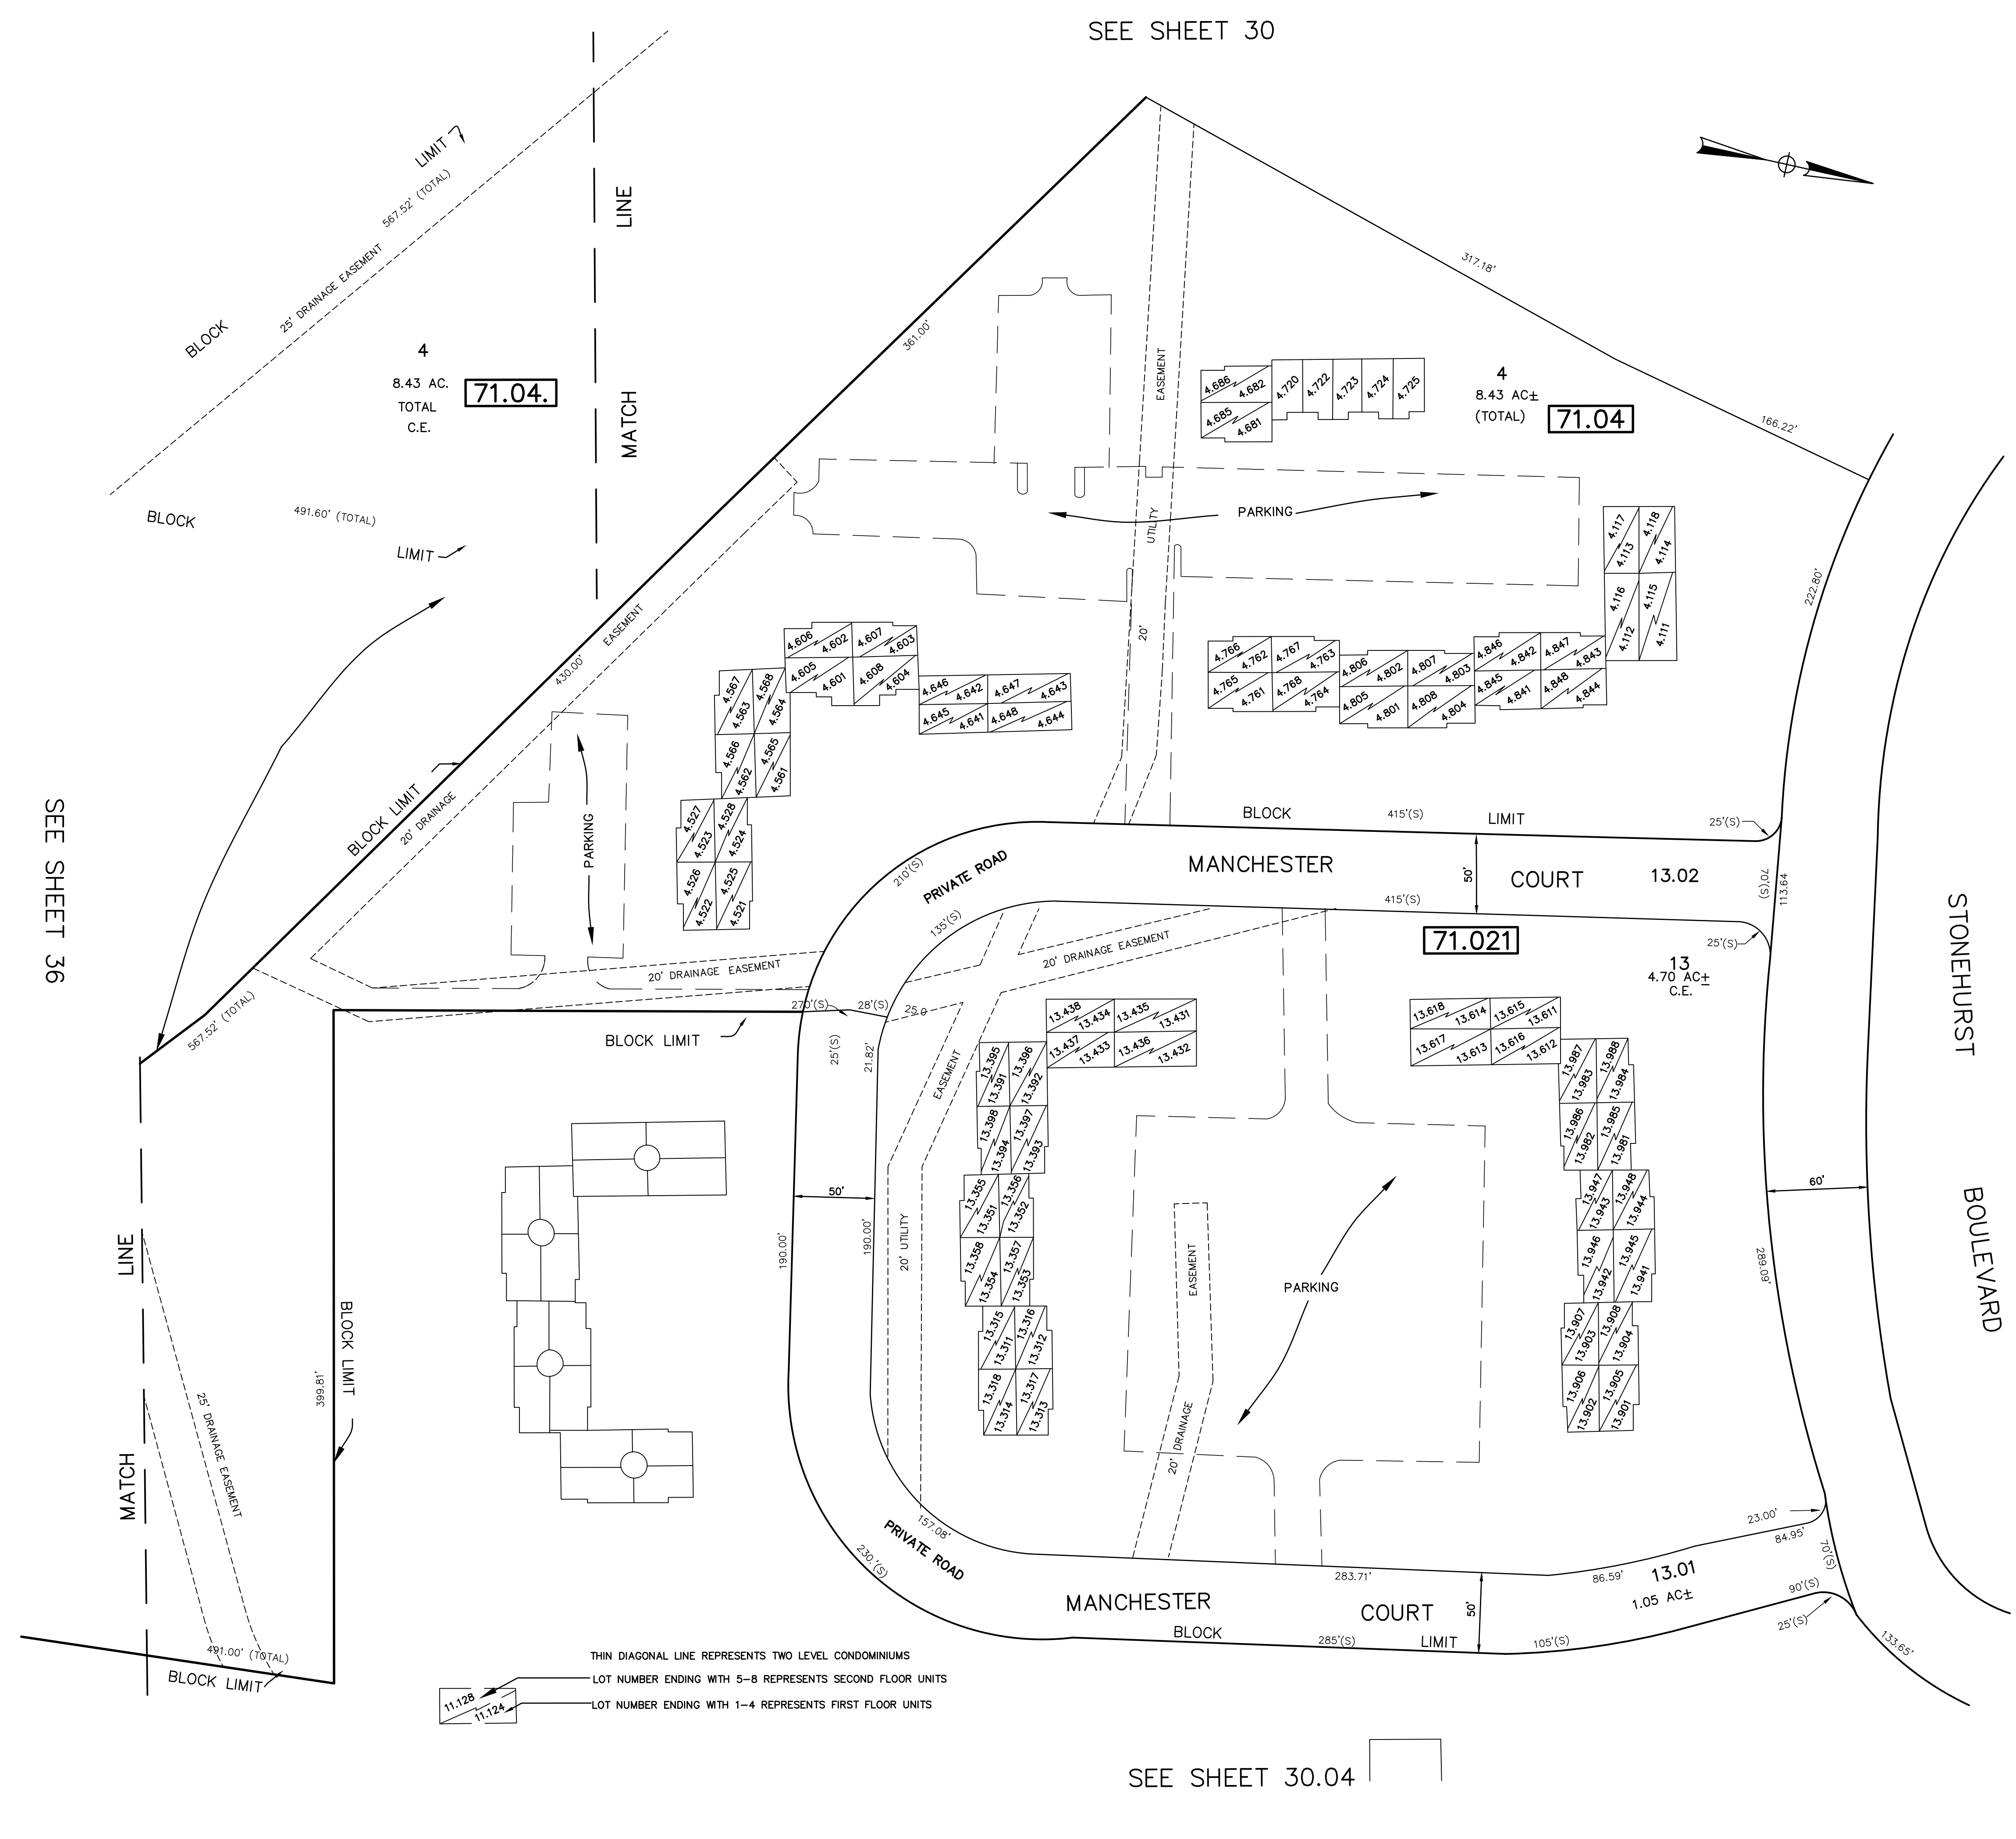 SEE SHEET 30
BLOCK LIMIT
567.52' (TOTAL)
25' DRAINAGE EASEMENT
4
8.43 AC.
TOTAL
C.E.
71.04.
MATCH LINE
BLOCK LIMIT
491.60' (TOTAL)
SEE SHEET 36
361.00'
430.00'
BLOCK LIMIT
20' DRAINAGE EASEMENT
567.52' (TOTAL)
317.18'
166.22'
222.80'
20' UTILITY EASEMENT
4
8.43 AC±
(TOTAL)
71.04
4.686
4.682
4.685
4.681
4.720
4.722
4.723
4.724
4.725
PARKING
4.117
4.113
4.118
4.114
4.116
4.112
4.115
4.111
4.606
4.602
4.607
4.603
4.605
4.601
4.608
4.604
4.646
4.642
4.647
4.643
4.645
4.641
4.648
4.644
4.567
4.563
4.568
4.564
4.566
4.562
4.565
4.561
4.527
4.523
4.528
4.524
4.526
4.522
4.525
4.521
4.766
4.762
4.767
4.763
4.765
4.761
4.768
4.764
4.806
4.802
4.807
4.803
4.805
4.801
4.808
4.804
4.846
4.842
4.847
4.843
4.845
4.841
4.848
4.844
PARKING
BLOCK 415'(S) LIMIT
25'(S)
210'(S)
PRIVATE ROAD
MANCHESTER COURT
50'
13.02
70'(S)
113.64
135'(S)
415'(S)
25'(S)
71.021
13
4.70 AC±
C.E.
20' DRAINAGE EASEMENT
20' DRAINAGE EASEMENT
270'(S)
28'(S)
25.0
BLOCK LIMIT
25'(S)
21.82'
EASEMENT
13.438
13.434
13.435
13.431
13.437
13.433
13.436
13.432
13.395
13.391
13.396
13.392
13.398
13.394
13.397
13.393
13.355
13.351
13.356
13.352
13.358
13.354
13.357
13.353
13.315
13.311
13.316
13.312
13.318
13.314
13.317
13.313
13.618
13.614
13.615
13.611
13.617
13.613
13.616
13.612
13.987
13.983
13.988
13.984
13.986
13.982
13.985
13.981
13.947
13.943
13.948
13.944
13.946
13.942
13.945
13.941
13.907
13.903
13.908
13.904
13.906
13.902
13.905
13.901
50'
190.00'
190.00'
20' UTILITY
20' DRAINAGE EASEMENT
PARKING
60'
289.09'
STONEHURST BOULEVARD
MATCH LINE
25' DRAINAGE EASEMENT
399.81'
BLOCK LIMIT
491.00' (TOTAL)
BLOCK LIMIT
157.08'
PRIVATE ROAD
230.'(S)
MANCHESTER COURT
283.71'
50'
BLOCK 285'(S) LIMIT
86.59'
84.95'
23.00'
13.01
1.05 AC±
70'(S)
90'(S)
25'(S)
105'(S)
133.65'
THIN DIAGONAL LINE REPRESENTS TWO LEVEL CONDOMINIUMS
LOT NUMBER ENDING WITH 5-8 REPRESENTS SECOND FLOOR UNITS
LOT NUMBER ENDING WITH 1-4 REPRESENTS FIRST FLOOR UNITS
11.128
11.124
SEE SHEET 30.04